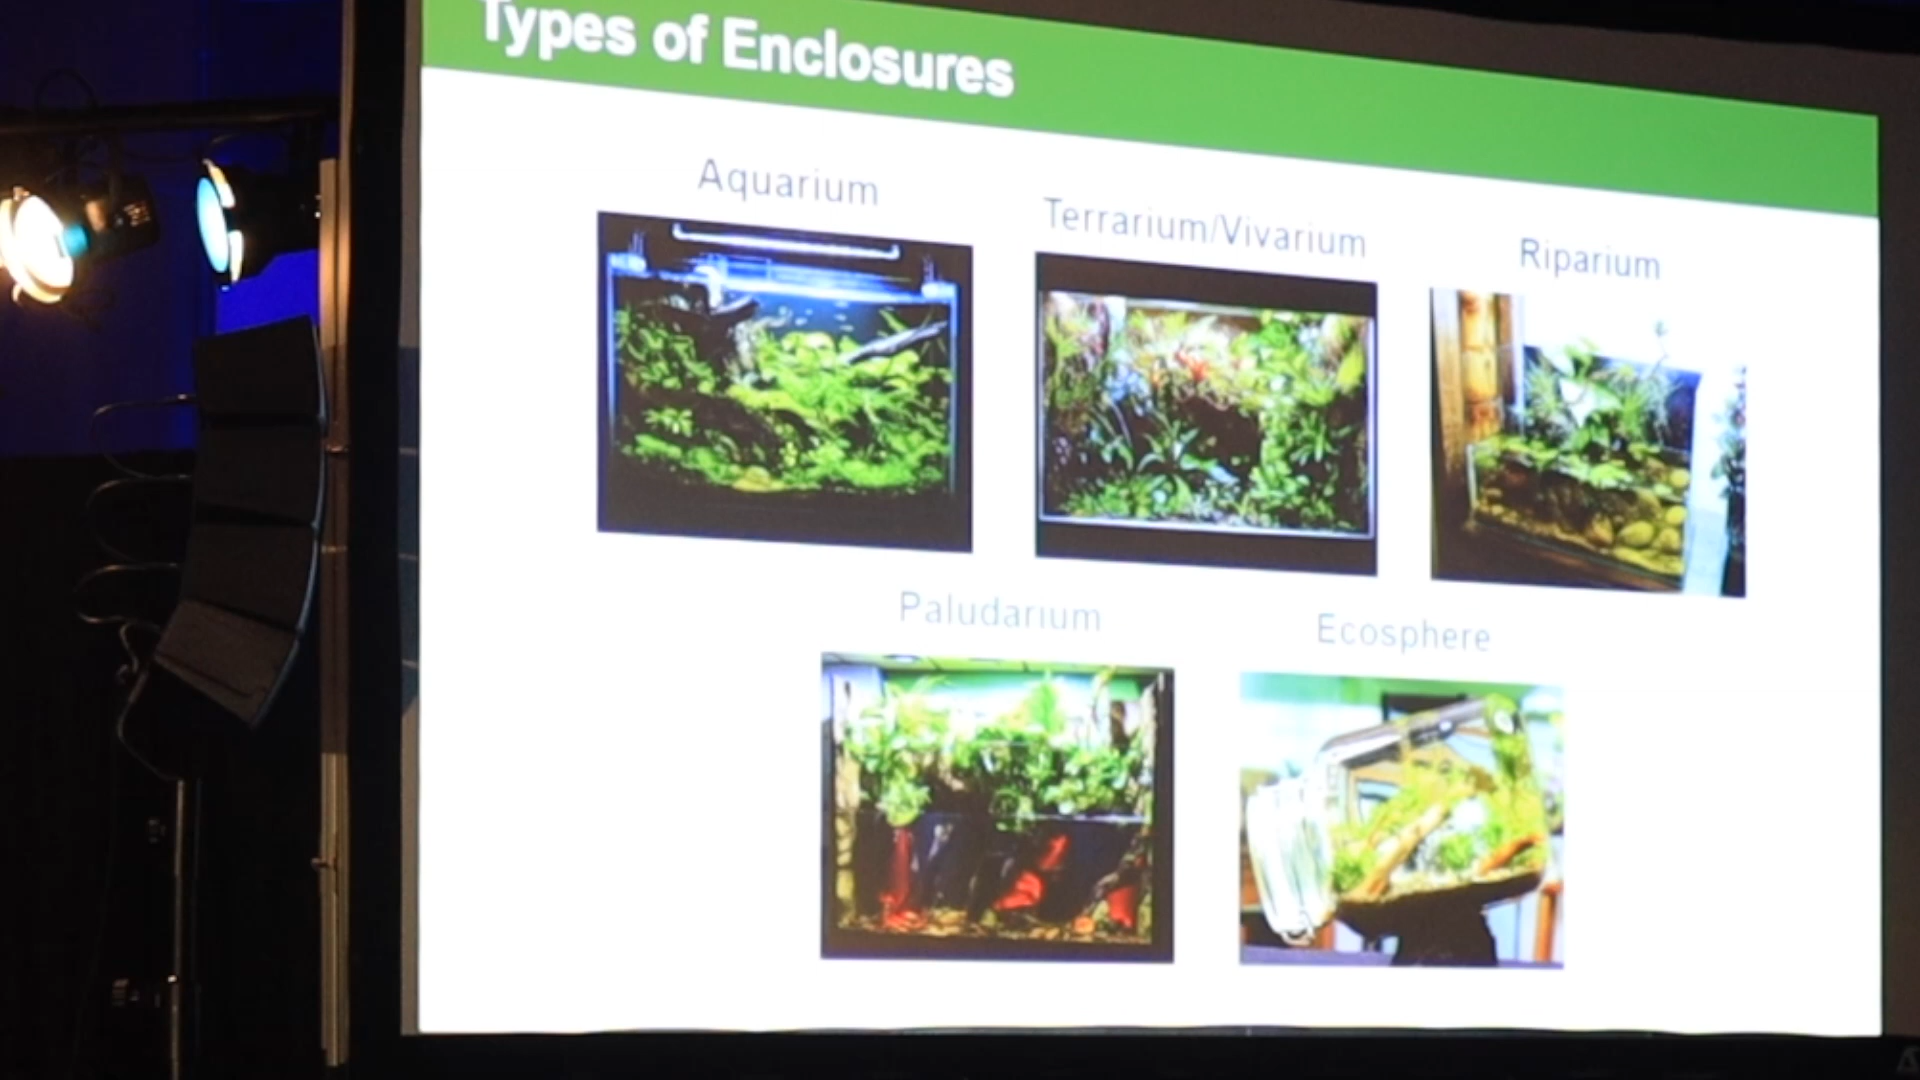 Types of Enclosures
Aquarium
Terrarium/Vivarium
Riparium
Paludarium
Ecosphere